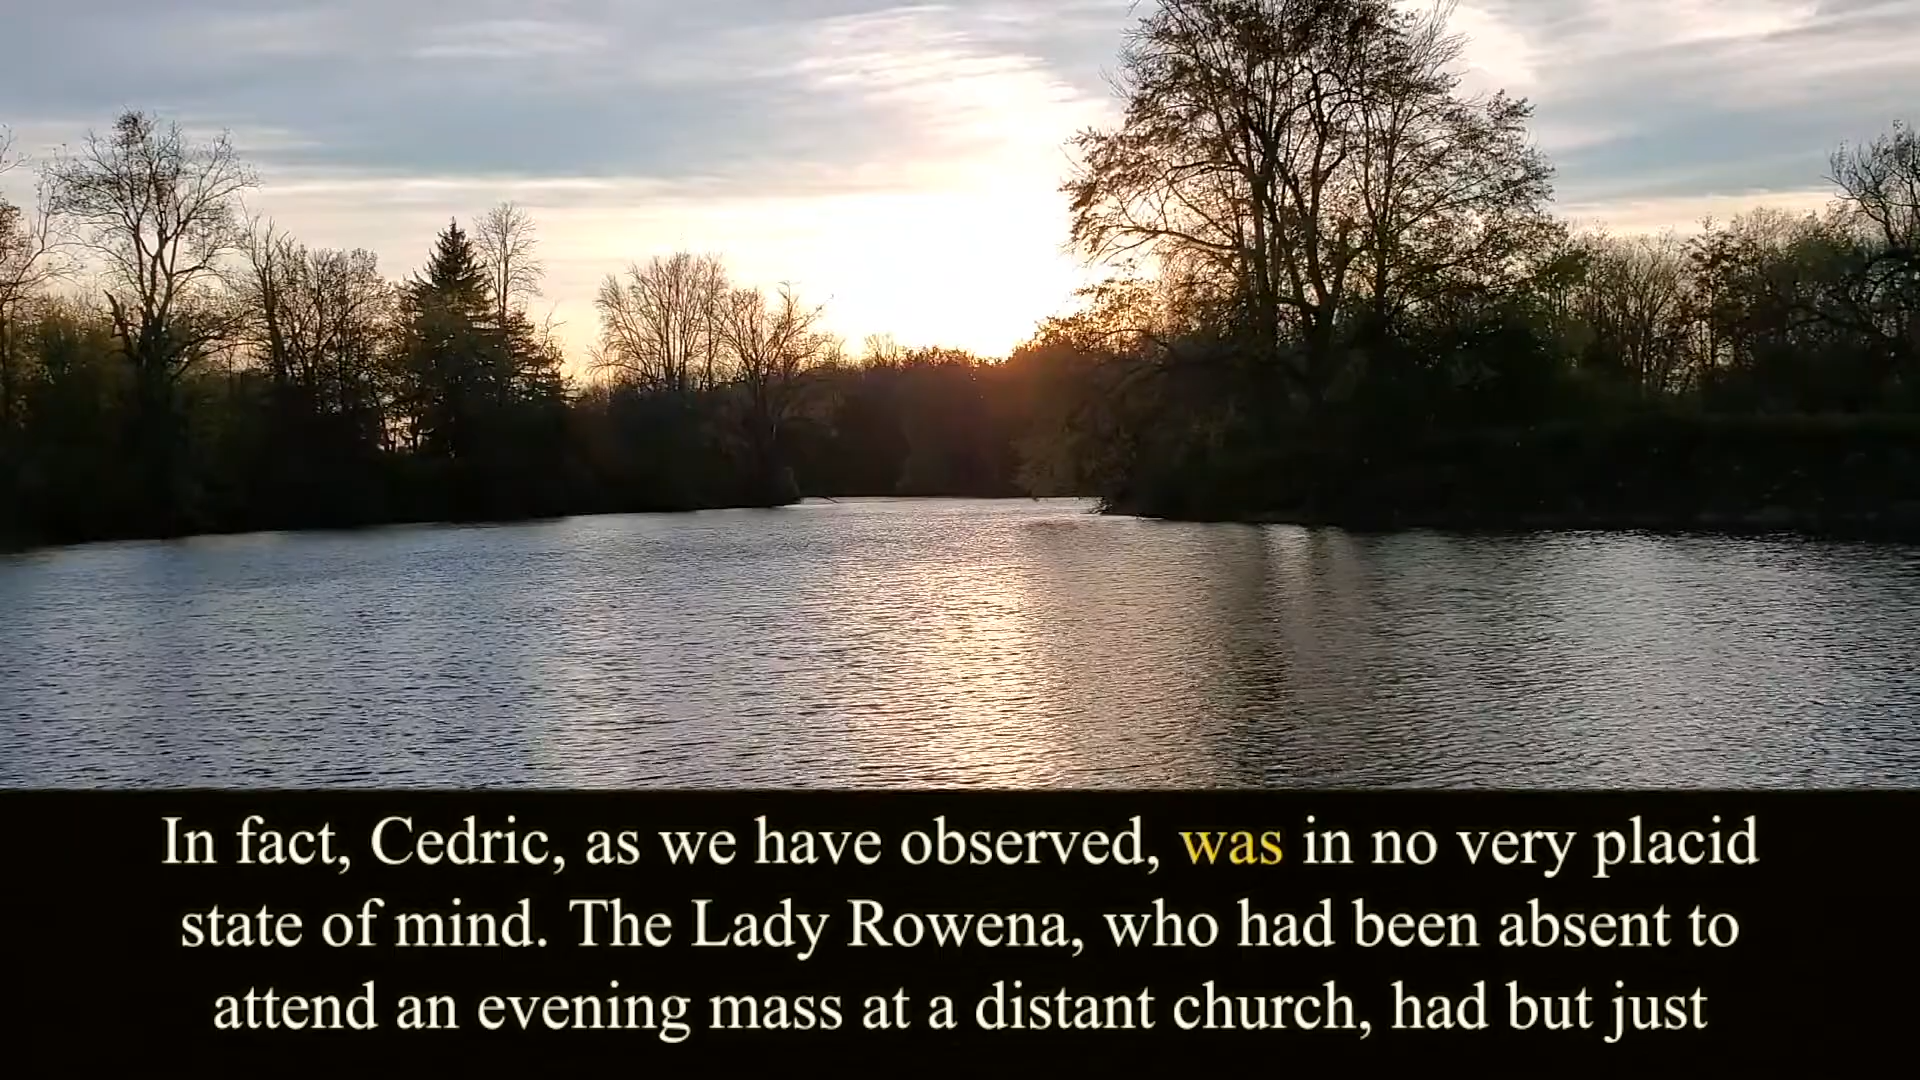 In fact, Cedric, as we have observed, was in no very placid
state of mind. The Lady Rowena, who had been absent to
attend an evening mass at a distant church, had but just